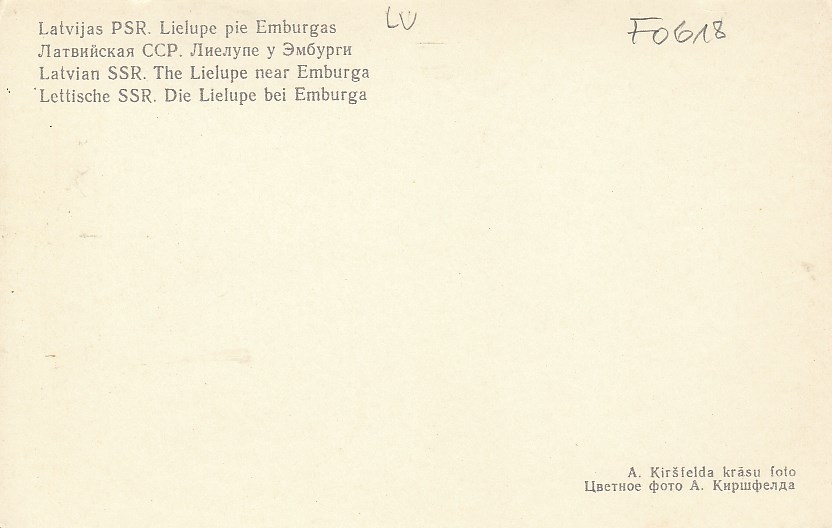 Latvijas PSR. Lielupe pie Emburgas
Латвийская ССР. Лиелупе у Эмбурги
Latvian SSR. The Lielupe near Emburga
Lettische SSR. Die Lielupe bei Emburga
LV
F0618
A. Ķiršfelda krāsu foto
Цветное фото А. Киршфелда